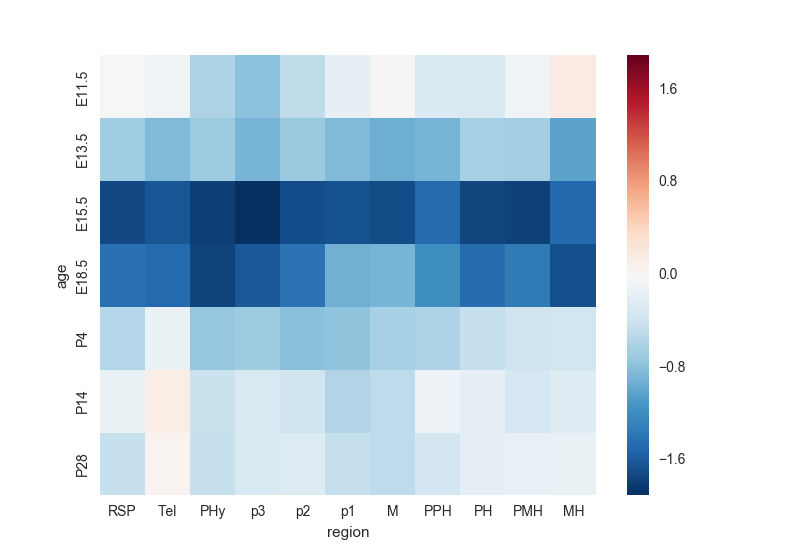 E11.5
E13.5
E15.5
E18.5
P4
P14
P28
age
RSP Tel PHy p3 p2 p1 M PPH PH PMH MH
region
1.6
0.8
0.0
−0.8
−1.6